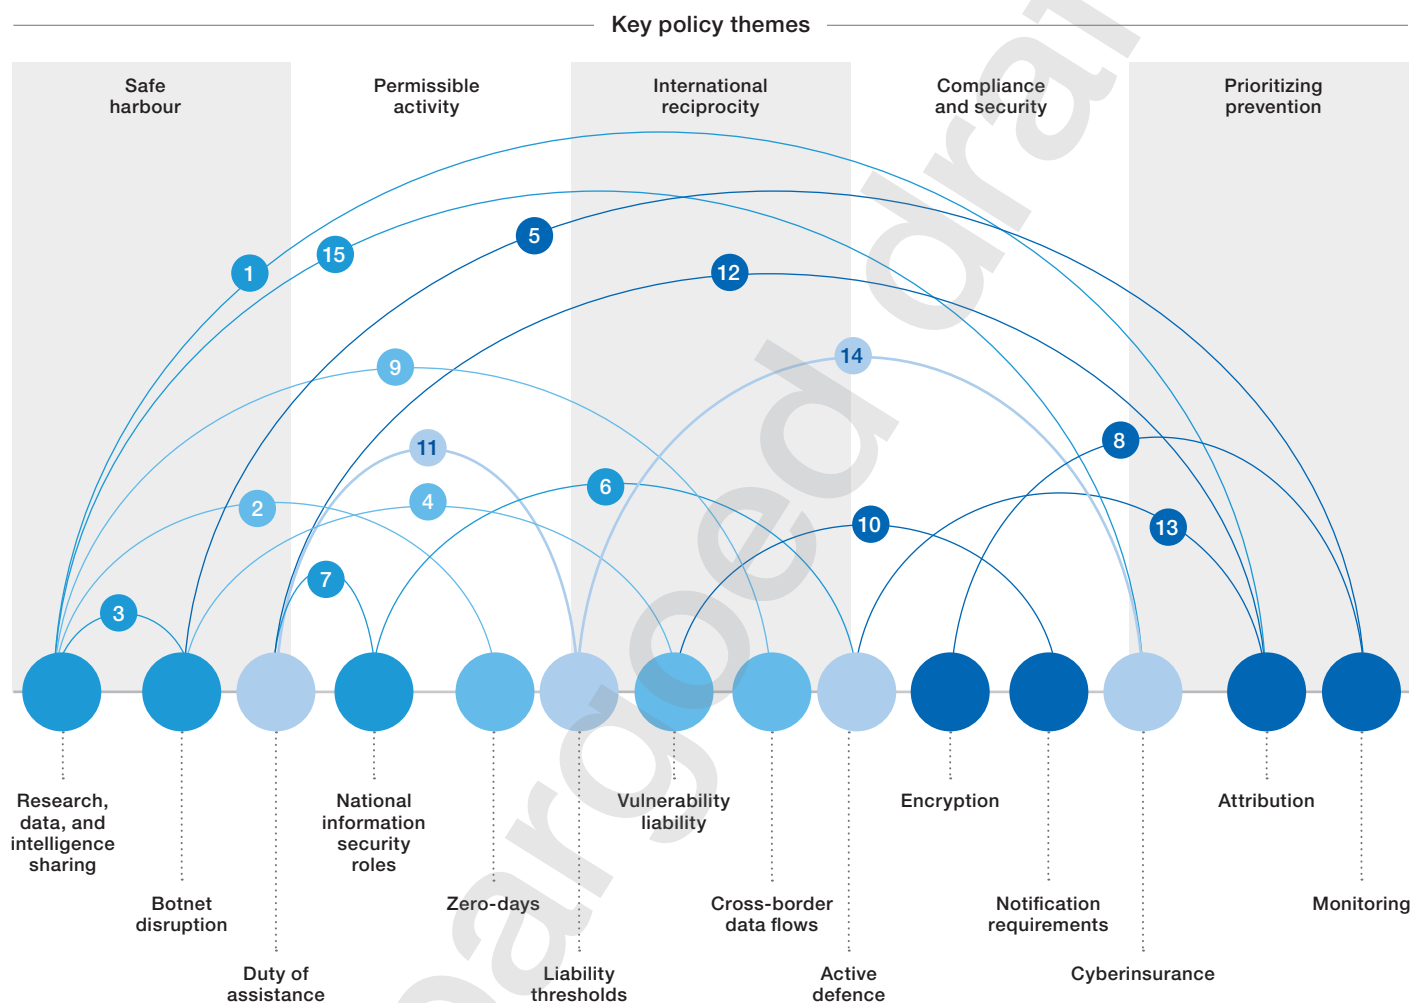 Key policy themes
Safe
harbour
Permissible
activity
International
reciprocity
Compliance
and security
Prioritizing
prevention
1
15
5
12
9
14
11
8
2
4
6
10
13
7
3
Research,
data, and
intelligence
sharing
National
information
security
roles
Vulnerability
liability
Encryption
Attribution
Botnet
disruption
Zero-days
Cross-border
data flows
Notification
requirements
Monitoring
Duty of
assistance
Liability
thresholds
Active
defence
Cyberinsurance